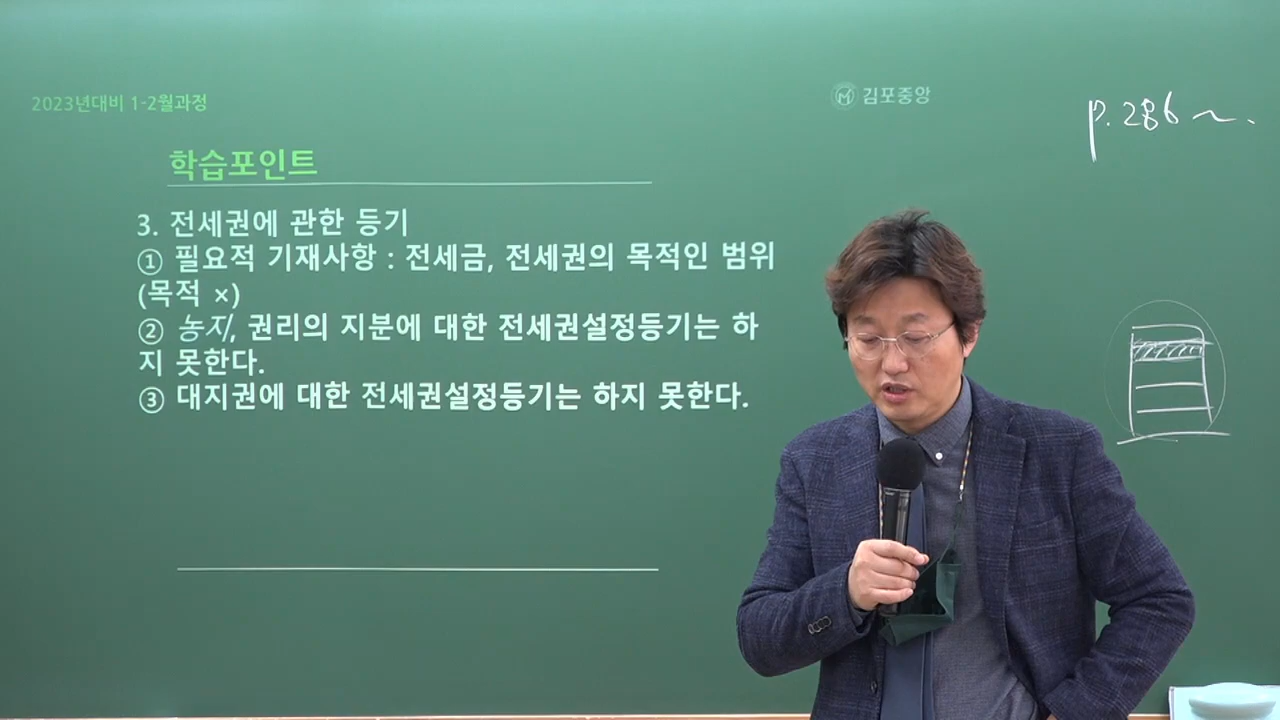 2023년대비 1-2월과정
김포중앙
p. 286 ~.
학습포인트
3. 전세권에 관한 등기
① 필요적 기재사항 : 전세금, 전세권의 목적인 범위
(목적 ×)
② 농지, 권리의 지분에 대한 전세권설정등기는 하
지 못한다.
③ 대지권에 대한 전세권설정등기는 하지 못한다.